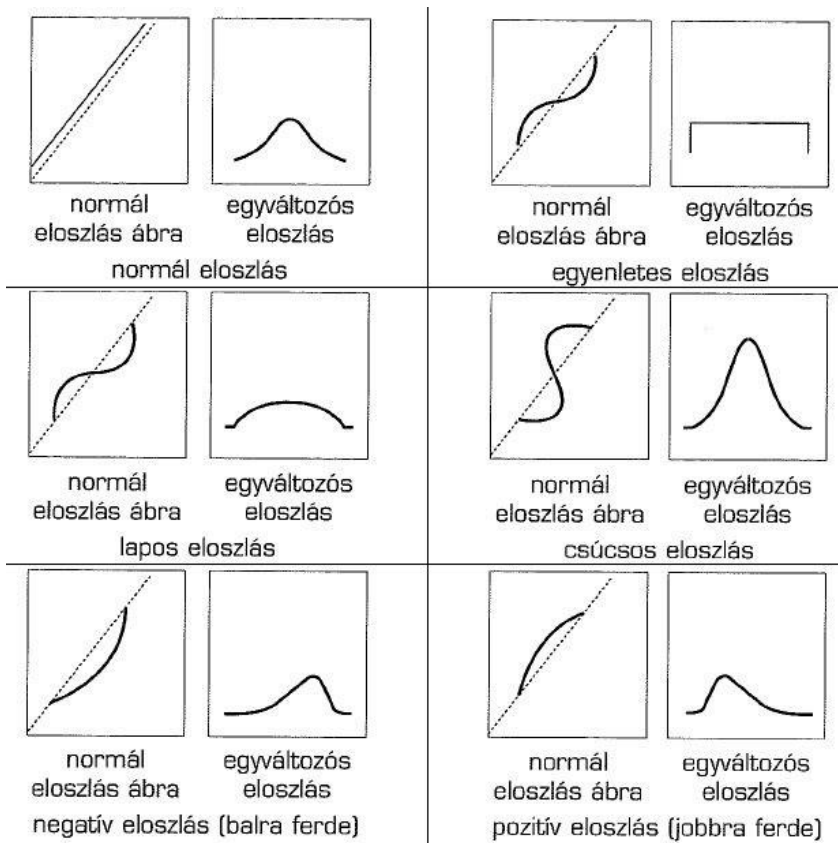 normál
eloszlás ábra
egyváltozós
eloszlás
normál eloszlás
normál
eloszlás ábra
egyváltozós
eloszlás
egyenletes eloszlás
normál
eloszlás ábra
egyváltozós
eloszlás
lapos eloszlás
normál
eloszlás ábra
egyváltozós
eloszlás
csúcsos eloszlás
normál
eloszlás ábra
egyváltozós
eloszlás
negatív eloszlás (balra ferde)
normál
eloszlás ábra
egyváltozós
eloszlás
pozitív eloszlás (jobbra ferde)